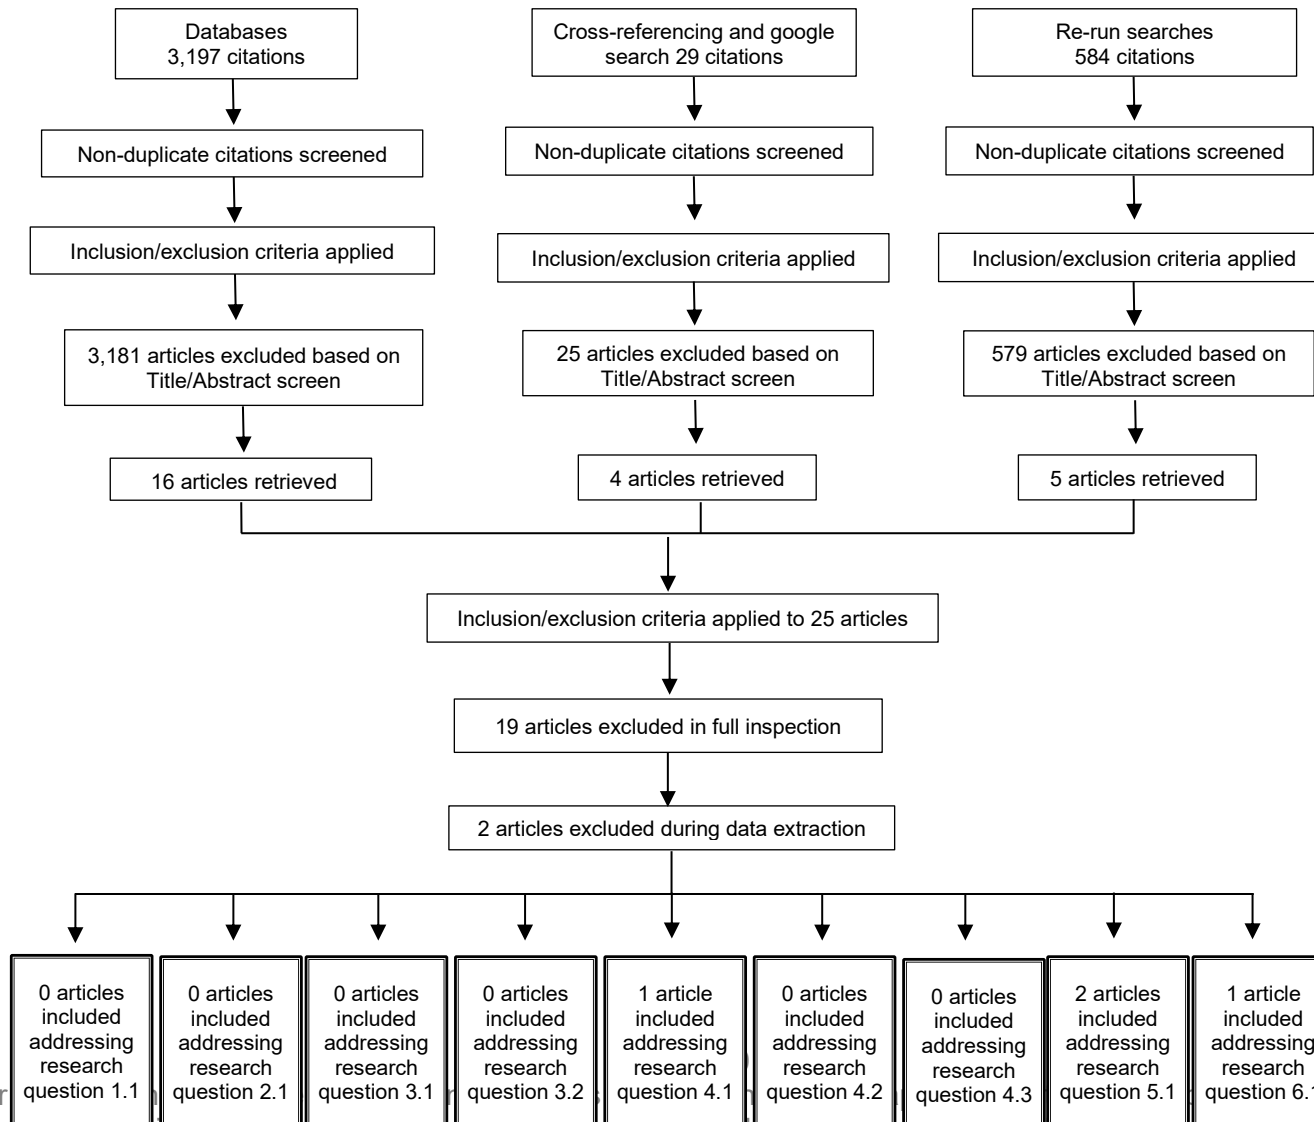 Databases
3,197 citations
Cross-referencing and google
search 29 citations
Re-run searches
584 citations
Non-duplicate citations screened
Non-duplicate citations screened
Non-duplicate citations screened
Inclusion/exclusion criteria applied
Inclusion/exclusion criteria applied
Inclusion/exclusion criteria applied
3,181 articles excluded based on
Title/Abstract screen
25 articles excluded based on
Title/Abstract screen
579 articles excluded based on
Title/Abstract screen
16 articles retrieved
4 articles retrieved
5 articles retrieved
Inclusion/exclusion criteria applied to 25 articles
19 articles excluded in full inspection
2 articles excluded during data extraction
0 articles
included
addressing
research
question 1.1
0 articles
included
addressing
research
question 2.1
0 articles
included
addressing
research
question 3.1
0 articles
included
addressing
research
question 3.2
1 article
included
addressing
research
question 4.1
0 articles
included
addressing
research
question 4.2
0 articles
included
addressing
research
question 4.3
2 articles
included
addressing
research
question 5.1
1 article
included
addressing
research
question 6.1